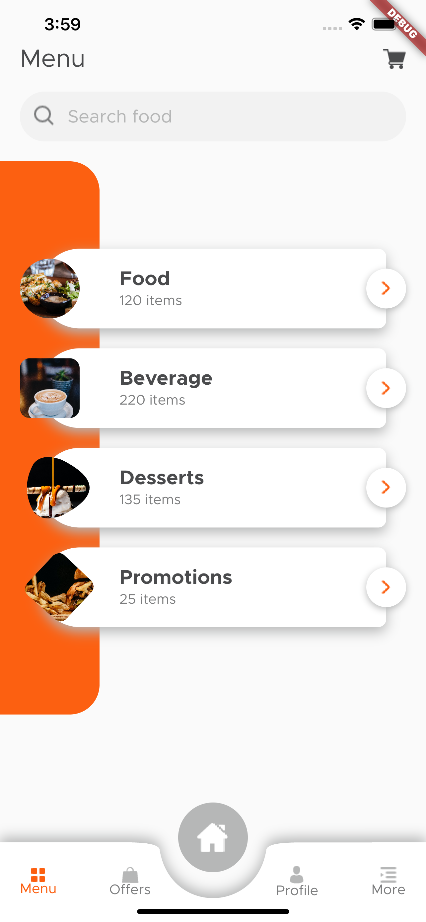 3:59
DEBUG
Menu
Search food
Food
120 items
Beverage
220 items
Desserts
135 items
Promotions
25 items
Menu
Offers
Profile
More